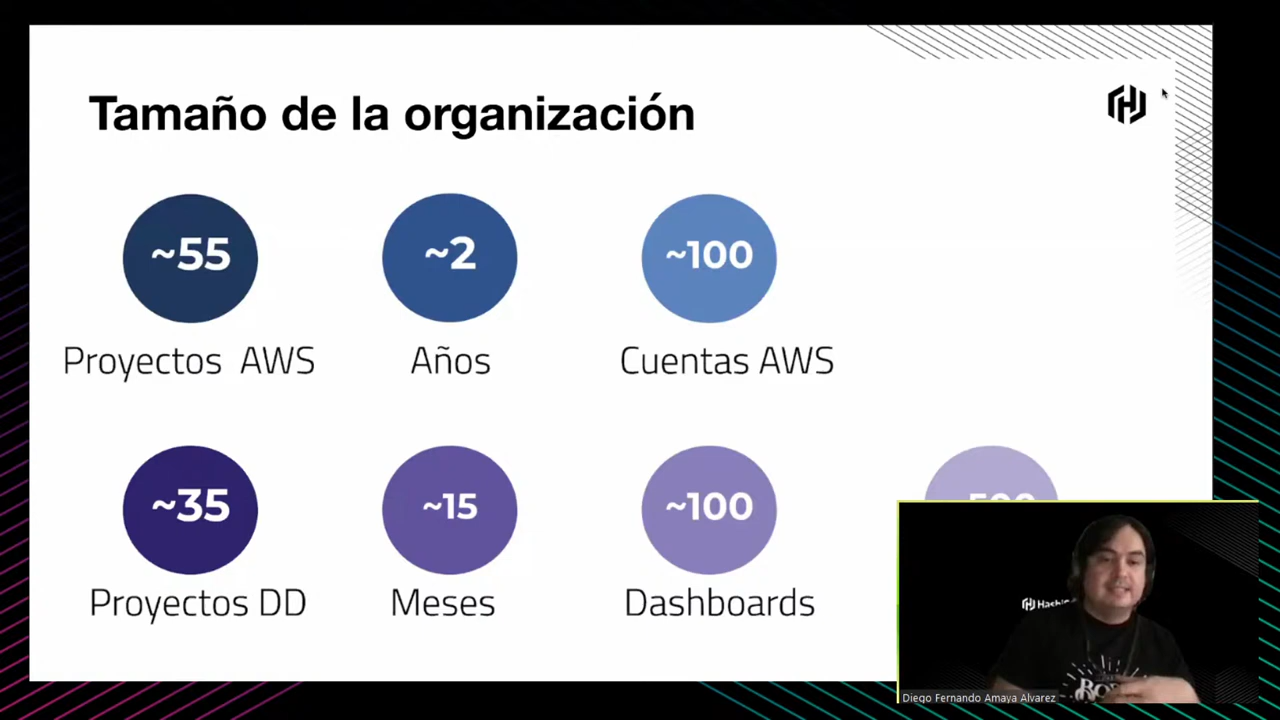 Tamaño de la organización
~55
~2
~100
Proyectos AWS
Años
Cuentas AWS
~35
~15
~100
Proyectos DD
Meses
Dashboards
Diego Fernando Amaya Alvarez